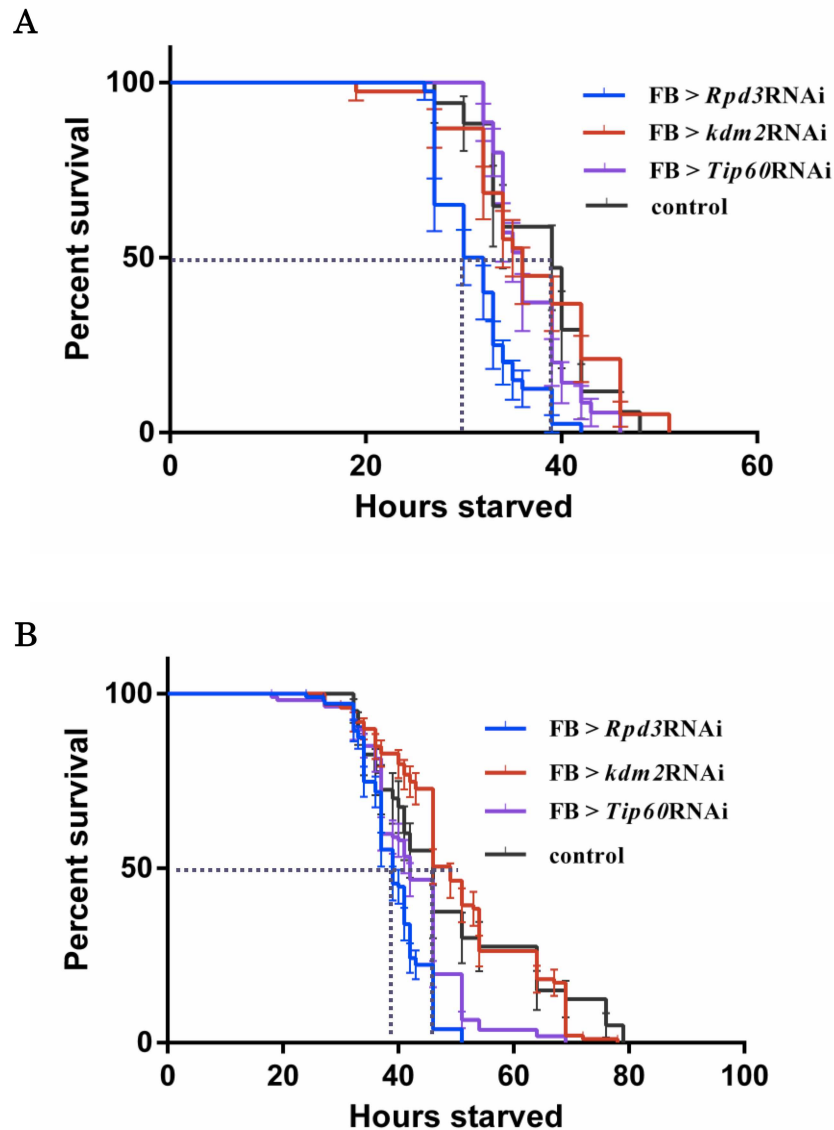 A
100
50
0
Percent survival
0
20
40
60
Hours starved
FB > Rpd3RNAi
FB > kdm2RNAi
FB > Tip60RNAi
control
B
100
50
0
Percent survival
0
20
40
60
80
100
Hours starved
FB > Rpd3RNAi
FB > kdm2RNAi
FB > Tip60RNAi
control